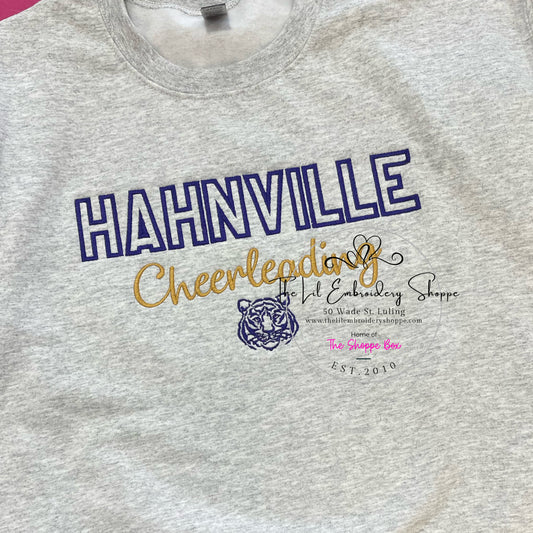 HAHNVILLE
Cheerleading
The Lil Embroidery Shoppe
50 Wade St. Luling
www.thelilembroideryshoppe.com
Home of
The Shoppe Box
EST.2010